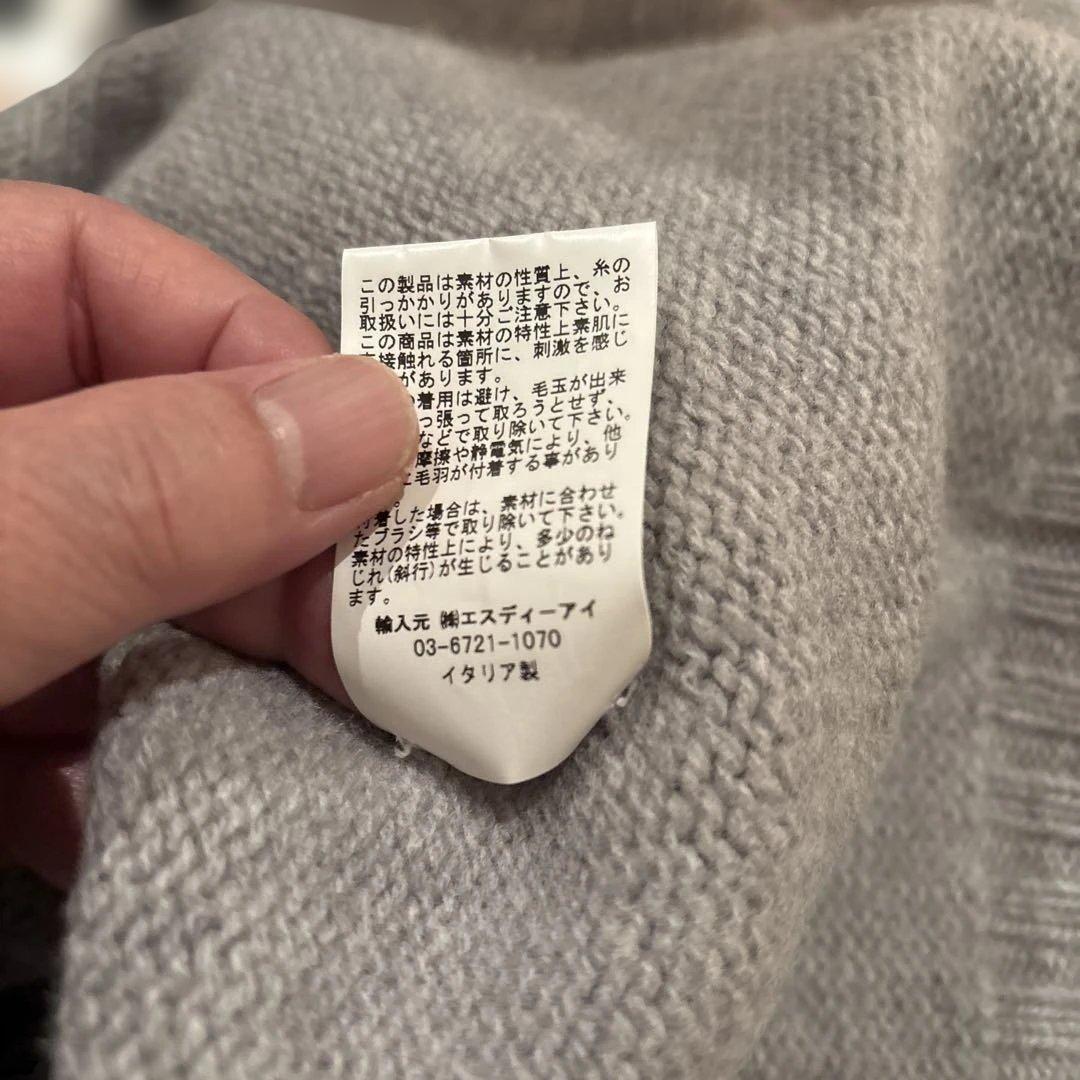 この製品は素材の性質上、糸の
引っかかりがありますので、お
取扱いには十分ご注意下さい。
この商品は素材の特性上素肌に
接触れる箇所に、刺激を感じ
があります。
着用は避け、毛玉が出来
っ張って取ろうとせず、
などで取り除いて下さい。
摩擦や静電気により、他
に毛羽が付着する事があり
。
付着した場合は、素材に合わせ
たブラシ等で取り除いて下さい。
素材の特性上により、多少のね
じれ(斜行)が生じることがあり
ます。
輸入元 ㈱エスディーアイ
03-6721-1070
イタリア製